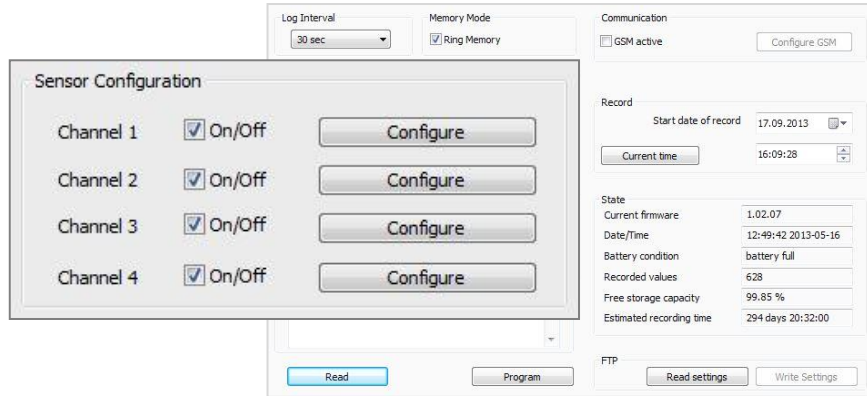 Log Interval
30 sec
Memory Mode
Ring Memory
Communication
GSM active
Configure GSM
Sensor Configuration
Channel 1 On/Off Configure
Channel 2 On/Off Configure
Channel 3 On/Off Configure
Channel 4 On/Off Configure
Record
Start date of record 17.09.2013
Current time 16:09:28
State
Current firmware 1.02.07
Date/Time 12:49:42 2013-05-16
Battery condition battery full
Recorded values 628
Free storage capacity 99.85 %
Estimated recording time 294 days 20:32:00
Read
Program
FTP
Read settings
Write Settings